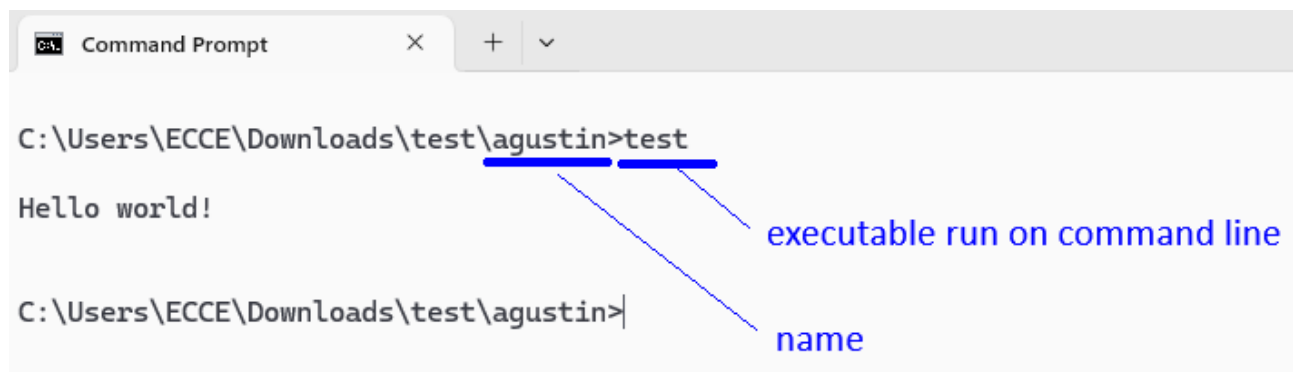 Command Prompt
C:\Users\ECCE\Downloads\test\agustin>test
Hello world!
executable run on command line
C:\Users\ECCE\Downloads\test\agustin>
name